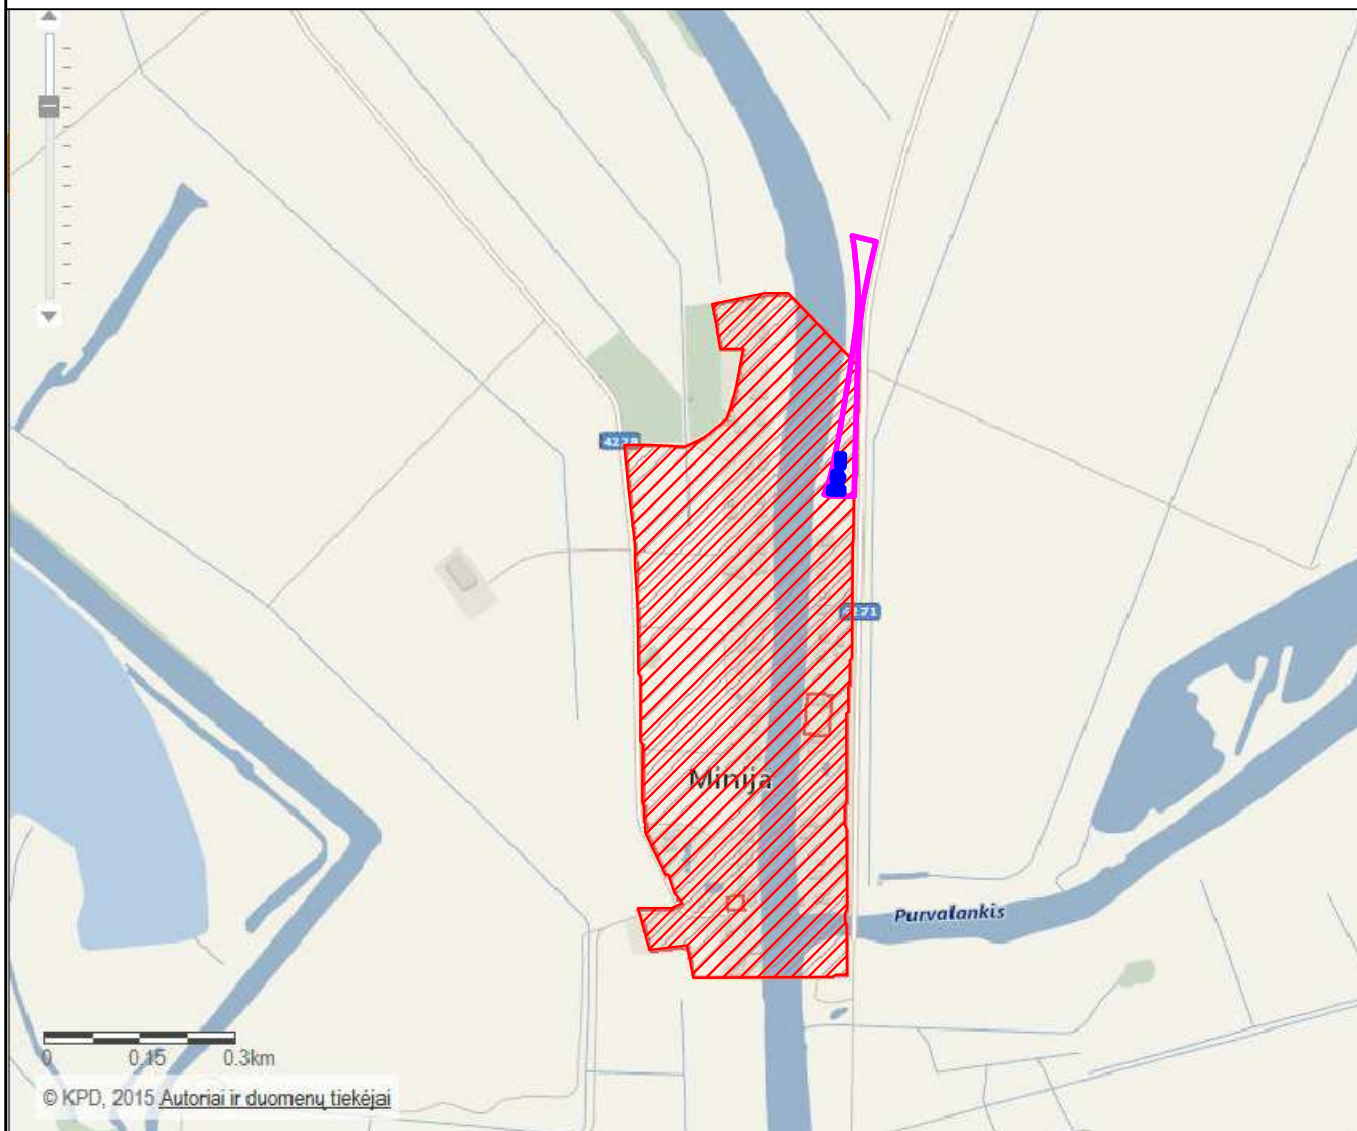 4228
4271
Minija
Purvalankis
0 0.15 0.3km
© KPD, 2015 Autoriai ir duomenų tiekėjai